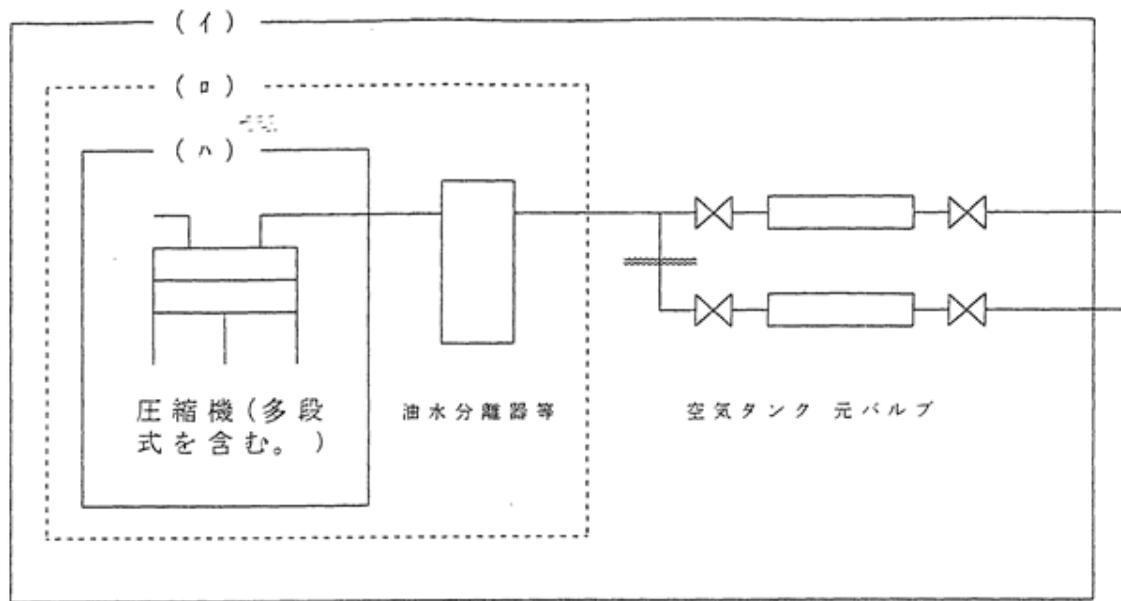 (イ)
(ロ)
(ハ)
圧縮機(多段
式を含む。)
油水分離器等
空気タンク 元バルブ